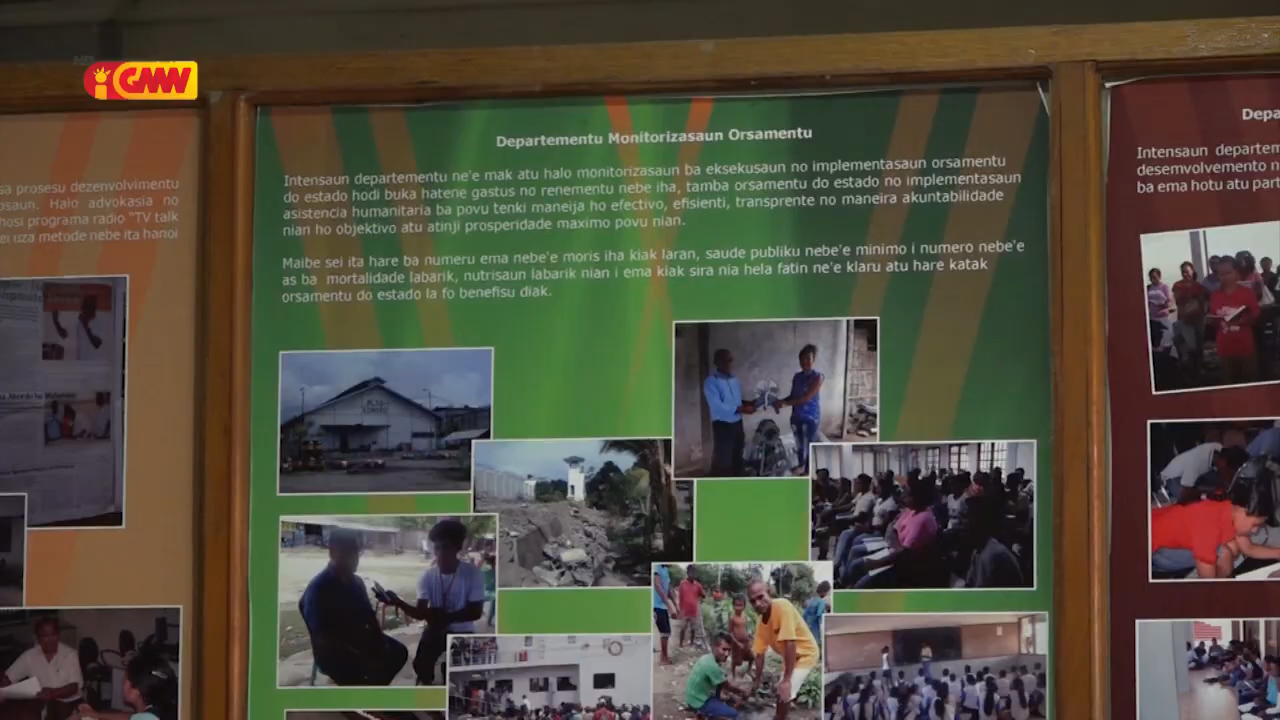 GMN
sa prosesu dezenvolvimentu
osaun. Halo advokasia no
hosi programa radio "TV talk
sei uza metode nebe ita hanoi
Departementu Monitorizasaun Orsamentu
Intensaun departementu ne'e mak atu halo monitorizasaun ba eksekusaun no implementasaun orsamentu
do estado hodi buka hatene gastus no renementu nebe iha, tamba orsamentu do estado no implementasaun
asistencia humanitaria ba povu tenki maneija ho efectivo, efisienti, transprente no maneira akuntabilidade
nian ho objektivo atu atinji prosperidade maximo povu nian.
Maibe sei ita hare ba numeru ema nebe'e moris iha kiak laran, saude publiku nebe'e minimo i numero nebe'e
as ba mortalidade labarik, nutrisaun labarik nian i ema kiak sira nia hela fatin ne'e klaru atu hare katak
orsamentu do estado la fo benefisu diak.
Depa
Intensaun departem
desemvolvemento n
ba ema hotu atu part